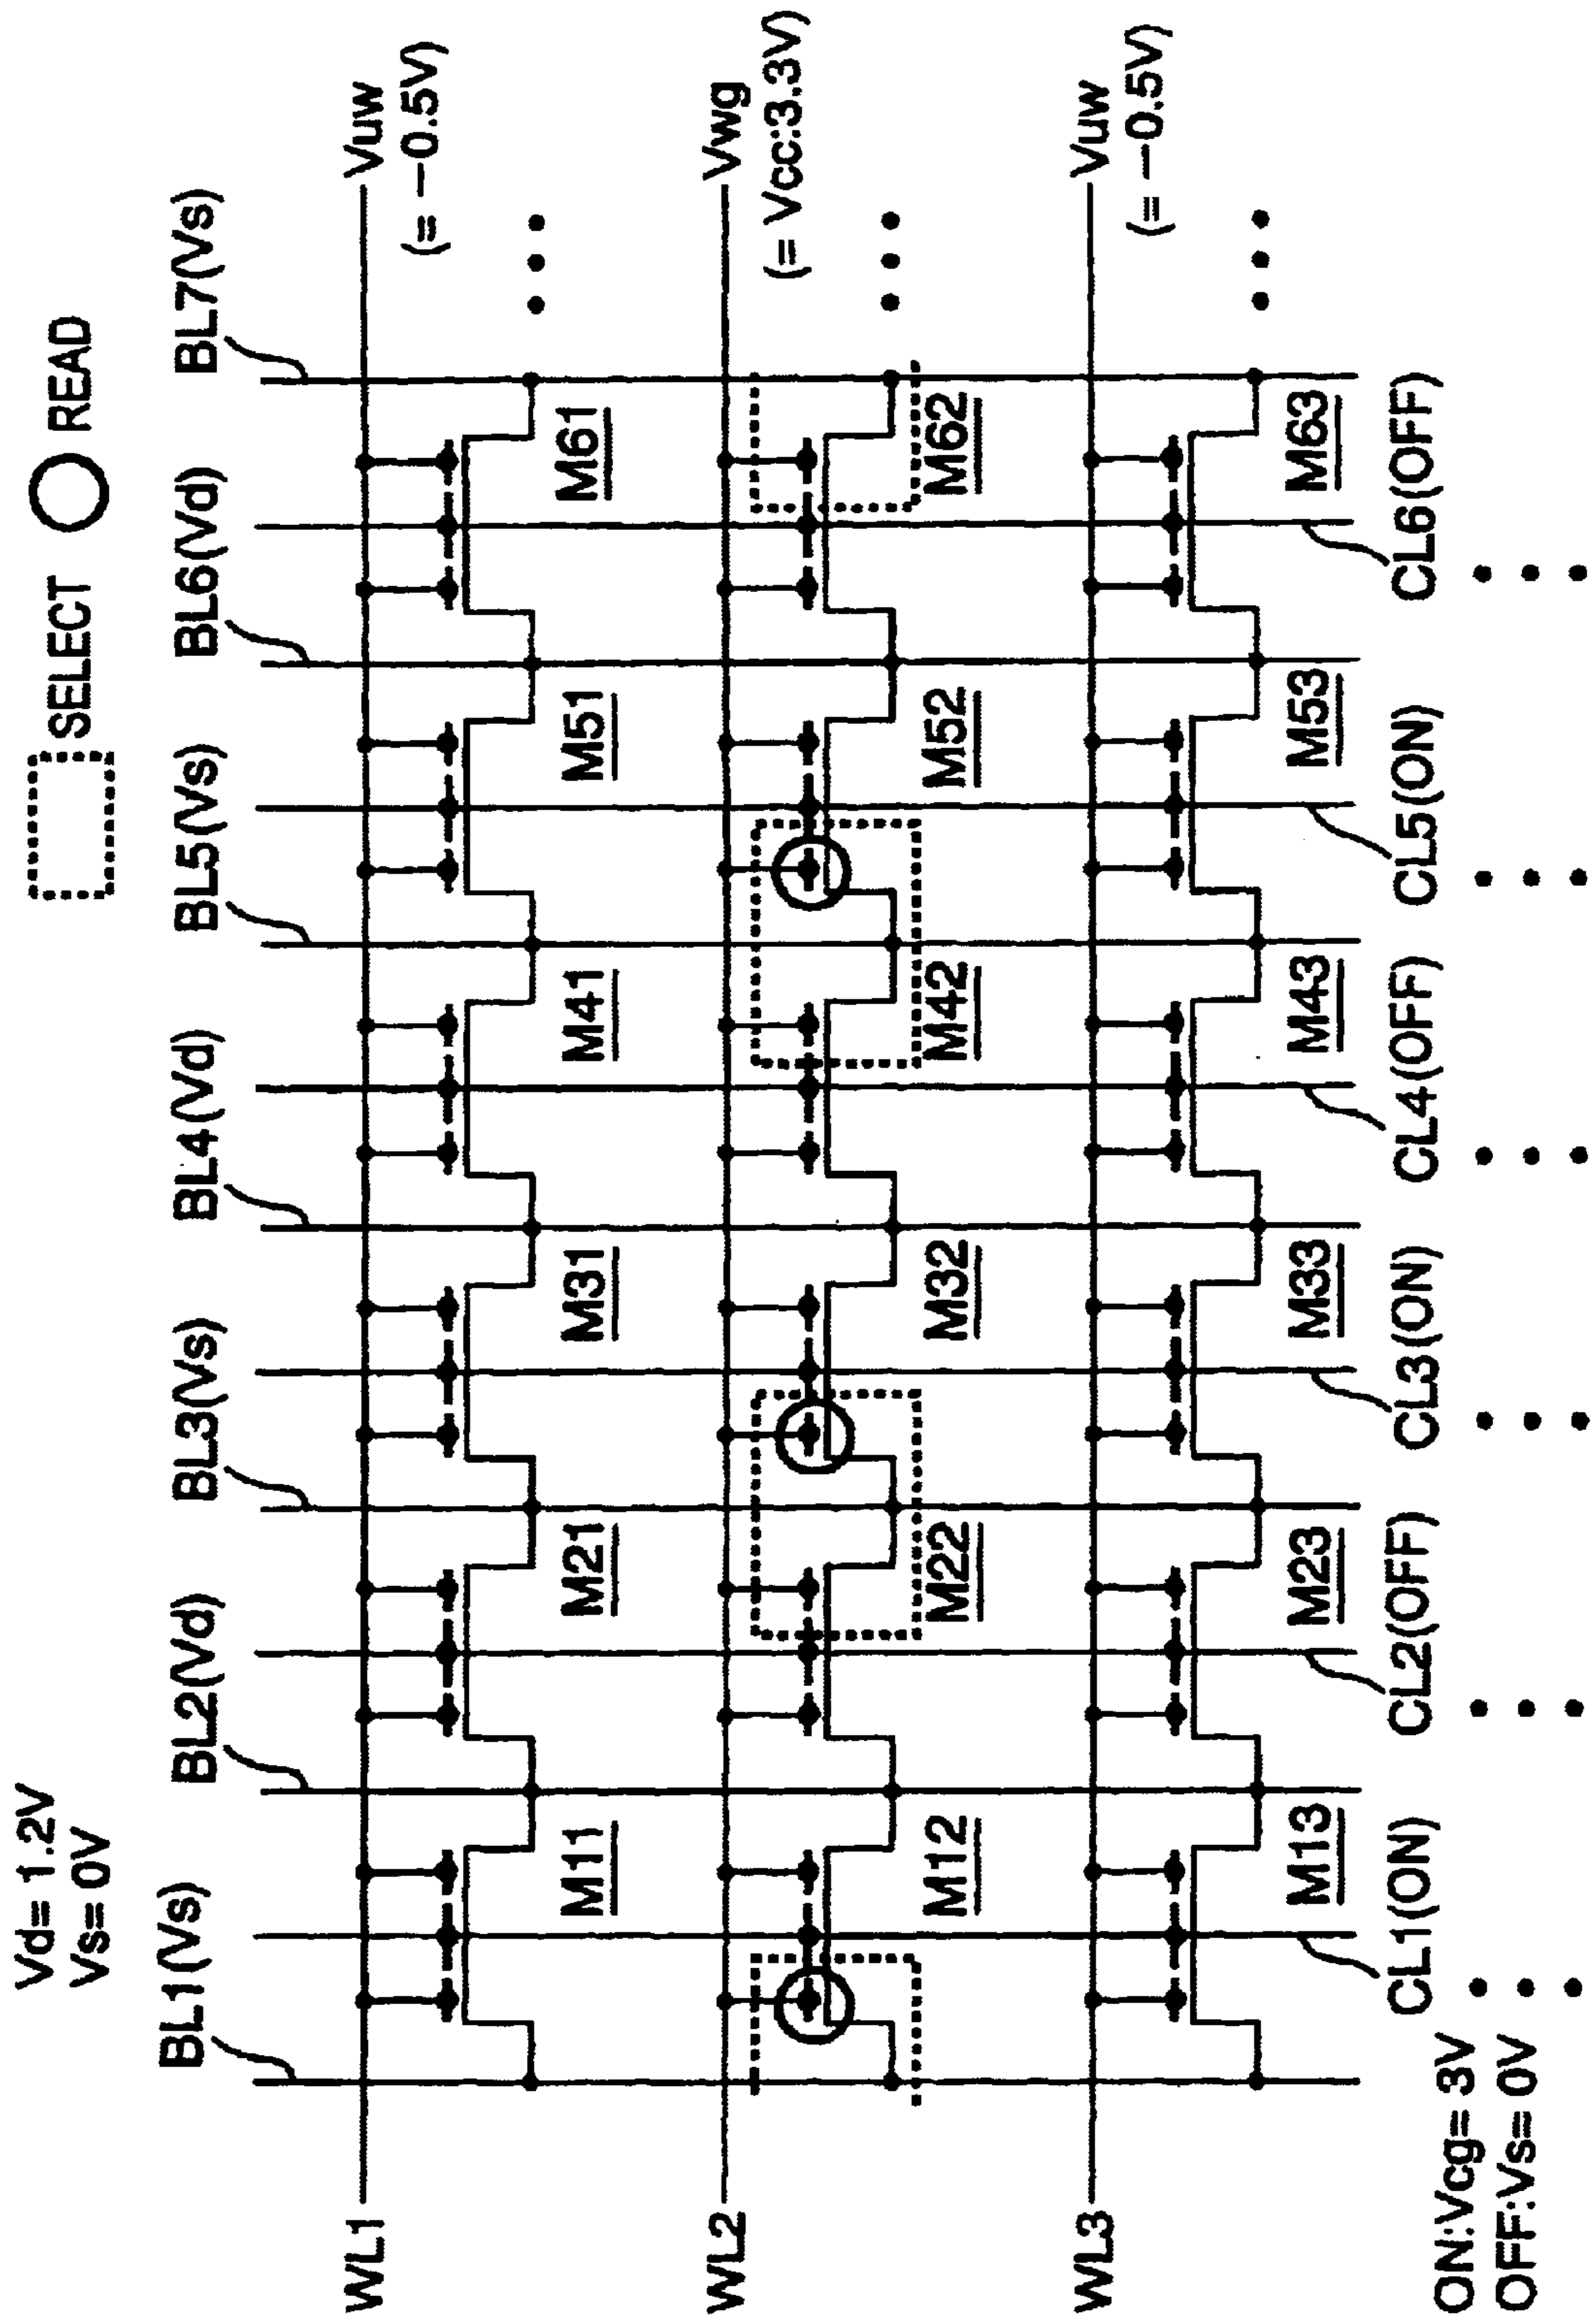 Vd= 1.2V
Vs= 0V
SELECT
READ
BL1(Vs)
BL2(Vd)
BL3(Vs)
BL4(Vd)
BL5(Vs)
BL6(Vd)
BL7(Vs)
WL1
Vuw
(= −0.5V)
M11
M21
M31
M41
M51
M61
WL2
Vwg
(= Vcc:3.3V)
M12
M22
M32
M42
M52
M62
WL3
Vuw
(= −0.5V)
M13
M23
M33
M43
M53
M63
CL1(ON)
CL2(OFF)
CL3(ON)
CL4(OFF)
CL5(ON)
CL6(OFF)
ON:Vcg= 3V
OFF:Vs= 0V